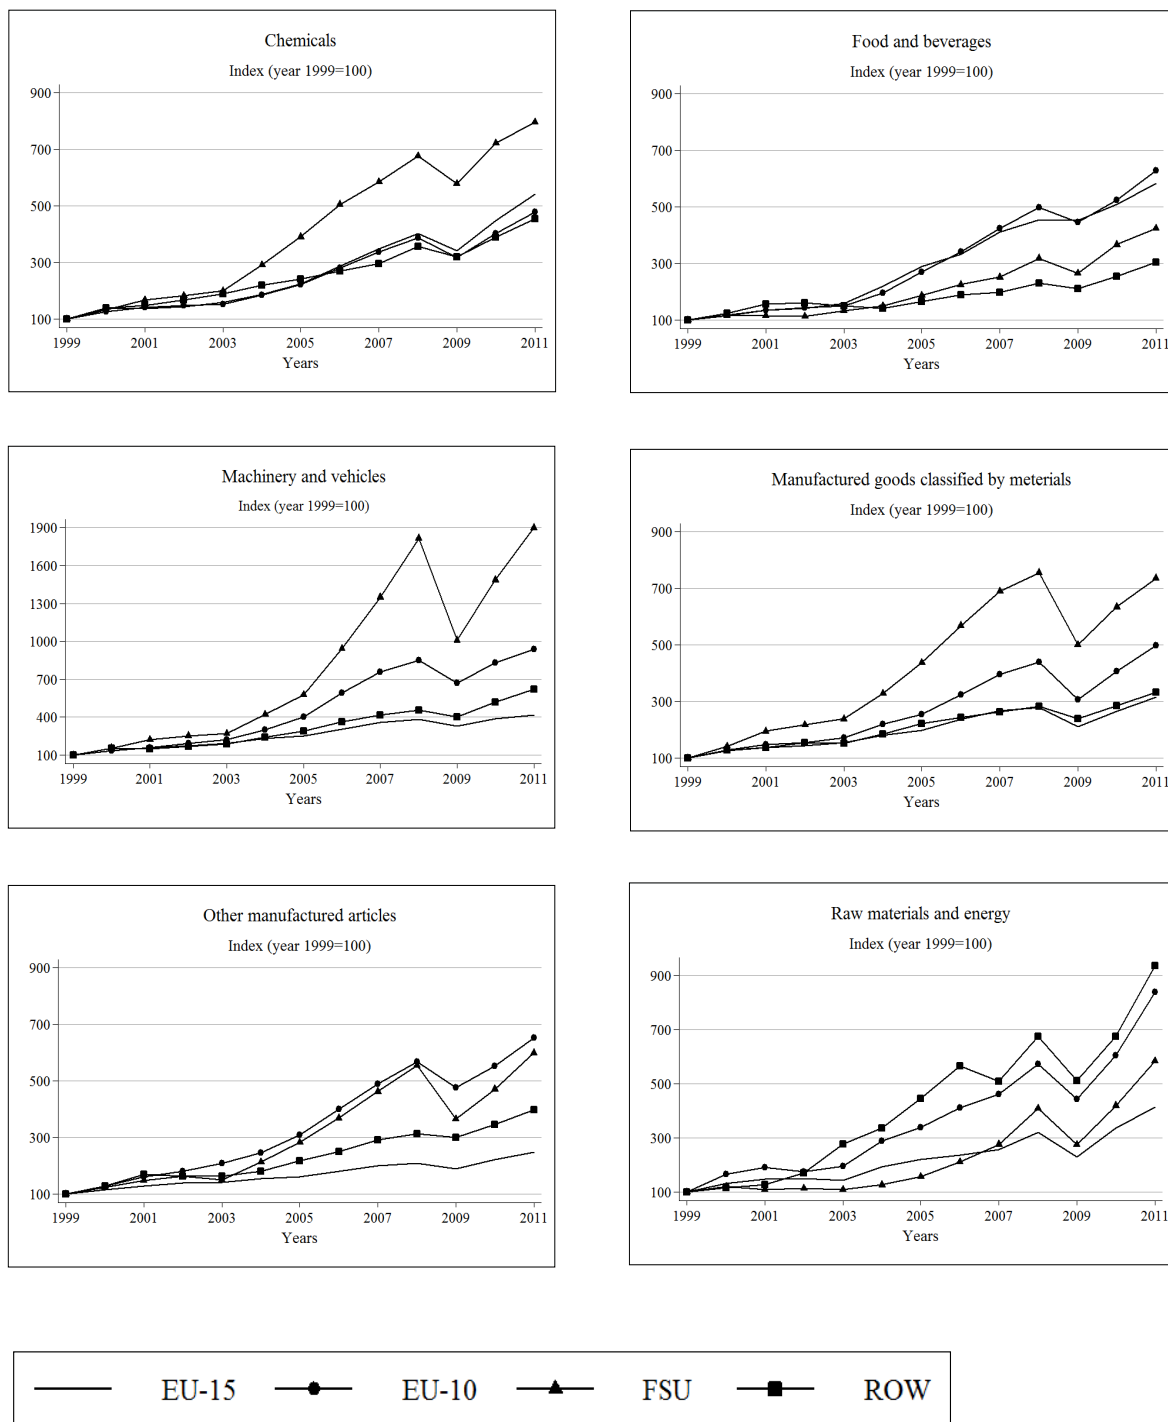 Chemicals
Index (year 1999=100)
900
700
500
300
100
1999 2001 2003 2005 2007 2009 2011
Years
Food and beverages
Index (year 1999=100)
900
700
500
300
100
1999 2001 2003 2005 2007 2009 2011
Years
Machinery and vehicles
Index (year 1999=100)
1900
1600
1300
1000
700
400
100
1999 2001 2003 2005 2007 2009 2011
Years
Manufactured goods classified by meterials
Index (year 1999=100)
900
700
500
300
100
1999 2001 2003 2005 2007 2009 2011
Years
Other manufactured articles
Index (year 1999=100)
900
700
500
300
100
1999 2001 2003 2005 2007 2009 2011
Years
Raw materials and energy
Index (year 1999=100)
900
700
500
300
100
1999 2001 2003 2005 2007 2009 2011
Years
EU-15 EU-10 FSU ROW